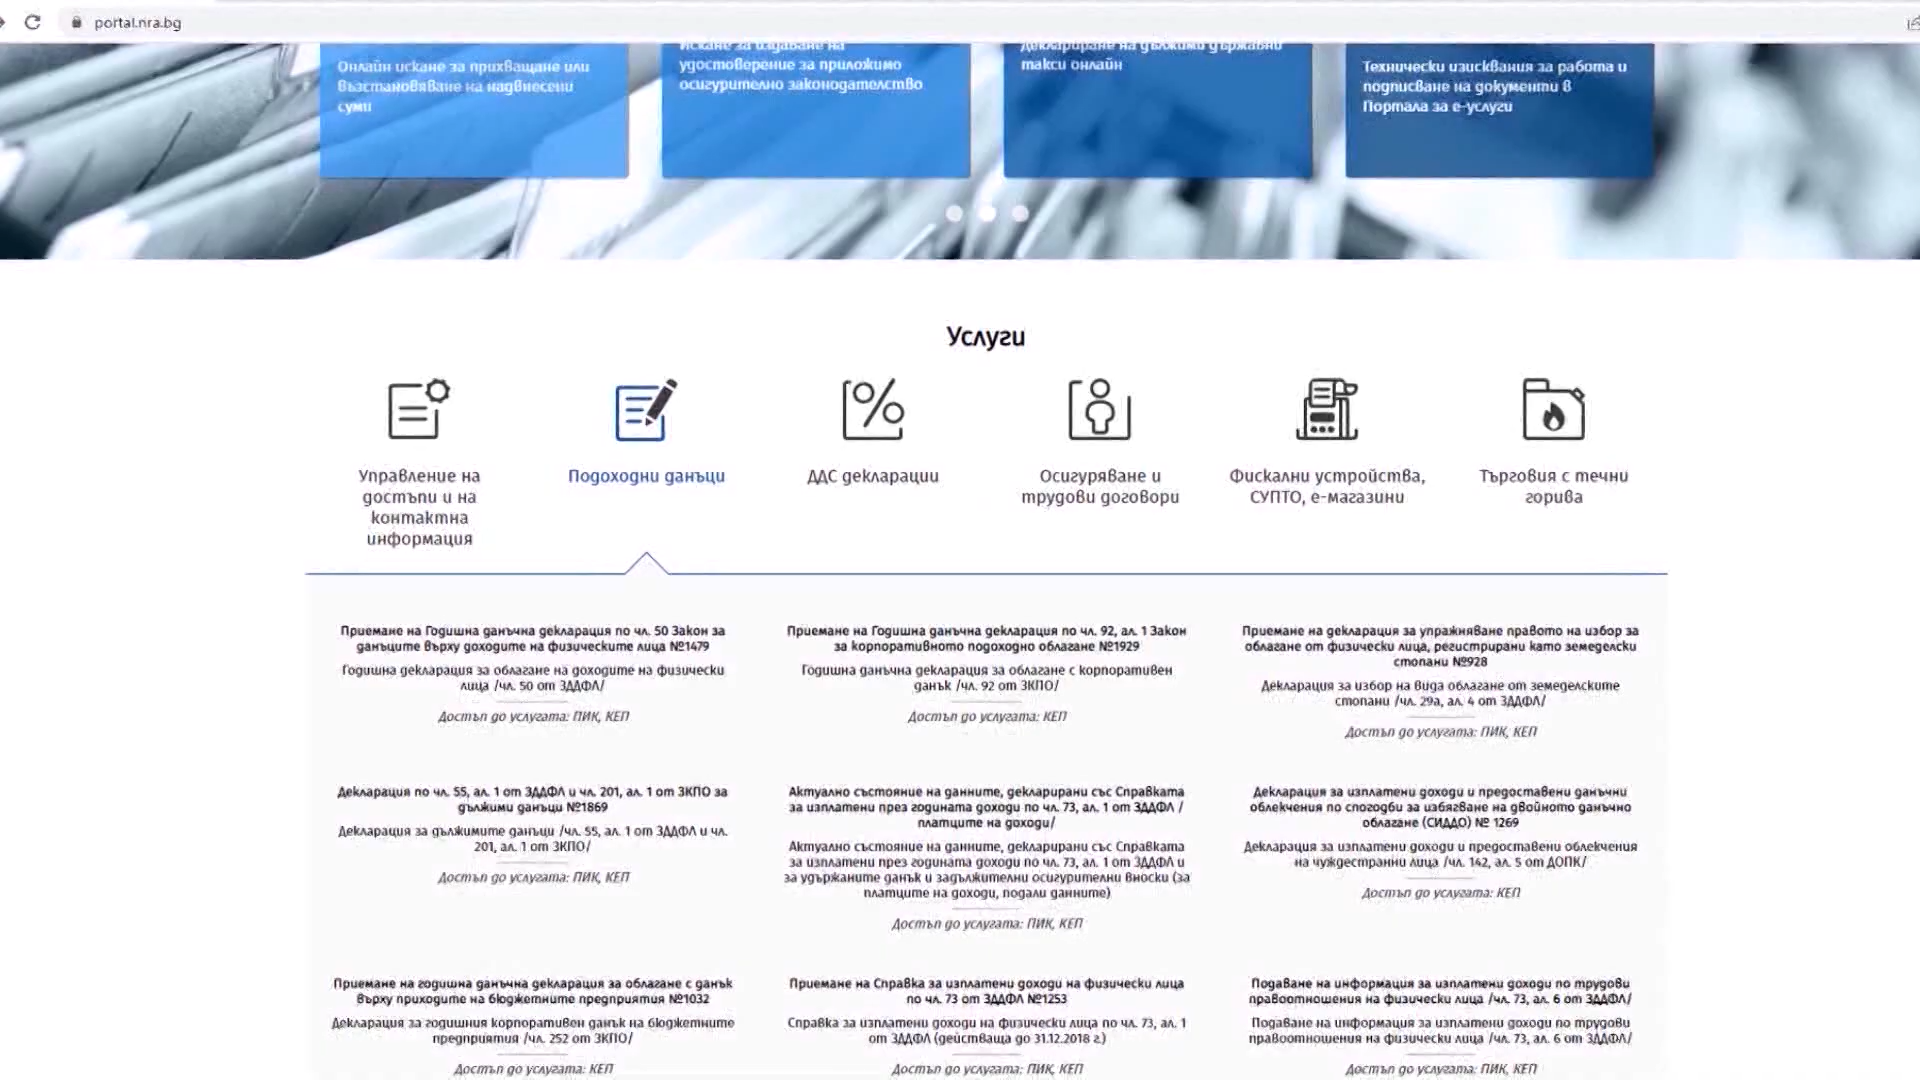 portal.nra.bg
Онлайн искане за прихващане или
възстановяване на надвнесени
суми
Искане за издаване на
удостоверение за приложимо
осигурително законодателство
Деклариране на дължими държавни
такси онлайн
Технически изисквания за работа и
подписване на документи в
Портала за е-услуги
Услуги
Управление на
достъпи и на
контактна
информация
Подоходни данъци
ДДС декларации
Осигуряване и
трудови договори
Фискални устройства,
СУПТО, е-магазини
Търговия с течни
горива
Приемане на Годишна данъчна декларация по чл. 50 Закон за
данъците върху доходите на физическите лица №1479
Годишна декларация за облагане на доходите на физически
лица /чл. 50 от ЗДДФЛ/
Достъп до услугата: ПИК, КЕП
Приемане на Годишна данъчна декларация по чл. 92, ал. 1 Закон
за корпоративното подоходно облагане №1929
Годишна данъчна декларация за облагане с корпоративен
данък /чл. 92 от ЗКПО/
Достъп до услугата: КЕП
Приемане на декларация за упражняване правото на избор за
облагане от физически лица, регистрирани като земеделски
стопани №928
Декларация за избор на вида облагане от земеделските
стопани /чл. 29а, ал. 4 от ЗДДФЛ/
Достъп до услугата: ПИК, КЕП
Декларация по чл. 55, ал. 1 от ЗДДФЛ и чл. 201, ал. 1 от ЗКПО за
дължими данъци №1869
Декларация за дължимите данъци /чл. 55, ал. 1 от ЗДДФЛ и чл.
201, ал. 1 от ЗКПО/
Достъп до услугата: ПИК, КЕП
Актуално състояние на данните, декларирани със Справката
за изплатени през годината доходи по чл. 73, ал. 1 от ЗДДФЛ /
платците на доходи/
Актуално състояние на данните, декларирани със Справката
за изплатени през годината доходи по чл. 73, ал. 1 от ЗДДФЛ и
за удържаните данък и задължителни осигурителни вноски (за
платците на доходи, подали данните)
Достъп до услугата: ПИК, КЕП
Декларация за изплатени доходи и предоставени данъчни
облекчения по спогодби за избягване на двойното данъчно
облагане (СИДДО) № 1269
Декларация за изплатени доходи и предоставени облекчения
на чуждестранни лица /чл. 142, ал. 5 от ДОПК/
Достъп до услугата: КЕП
Приемане на годишна данъчна декларация за облагане с данък
върху приходите на бюджетните предприятия №1032
Декларация за годишния корпоративен данък на бюджетните
предприятия /чл. 252 от ЗКПО/
Достъп до услугата: КЕП
Приемане на Справка за изплатени доходи на физически лица
по чл. 73 от ЗДДФЛ №1253
Справка за изплатени доходи на физически лица по чл. 73, ал. 1
от ЗДДФЛ (действаща до 31.12.2018 г.)
Достъп до услугата: ПИК, КЕП
Подаване на информация за изплатени доходи по трудови
правоотношения на физически лица /чл. 73, ал. 6 от ЗДДФЛ/
Подаване на информация за изплатени доходи по трудови
правоотношения на физически лица /чл. 73, ал. 6 от ЗДДФЛ/
Достъп до услугата: ПИК, КЕП